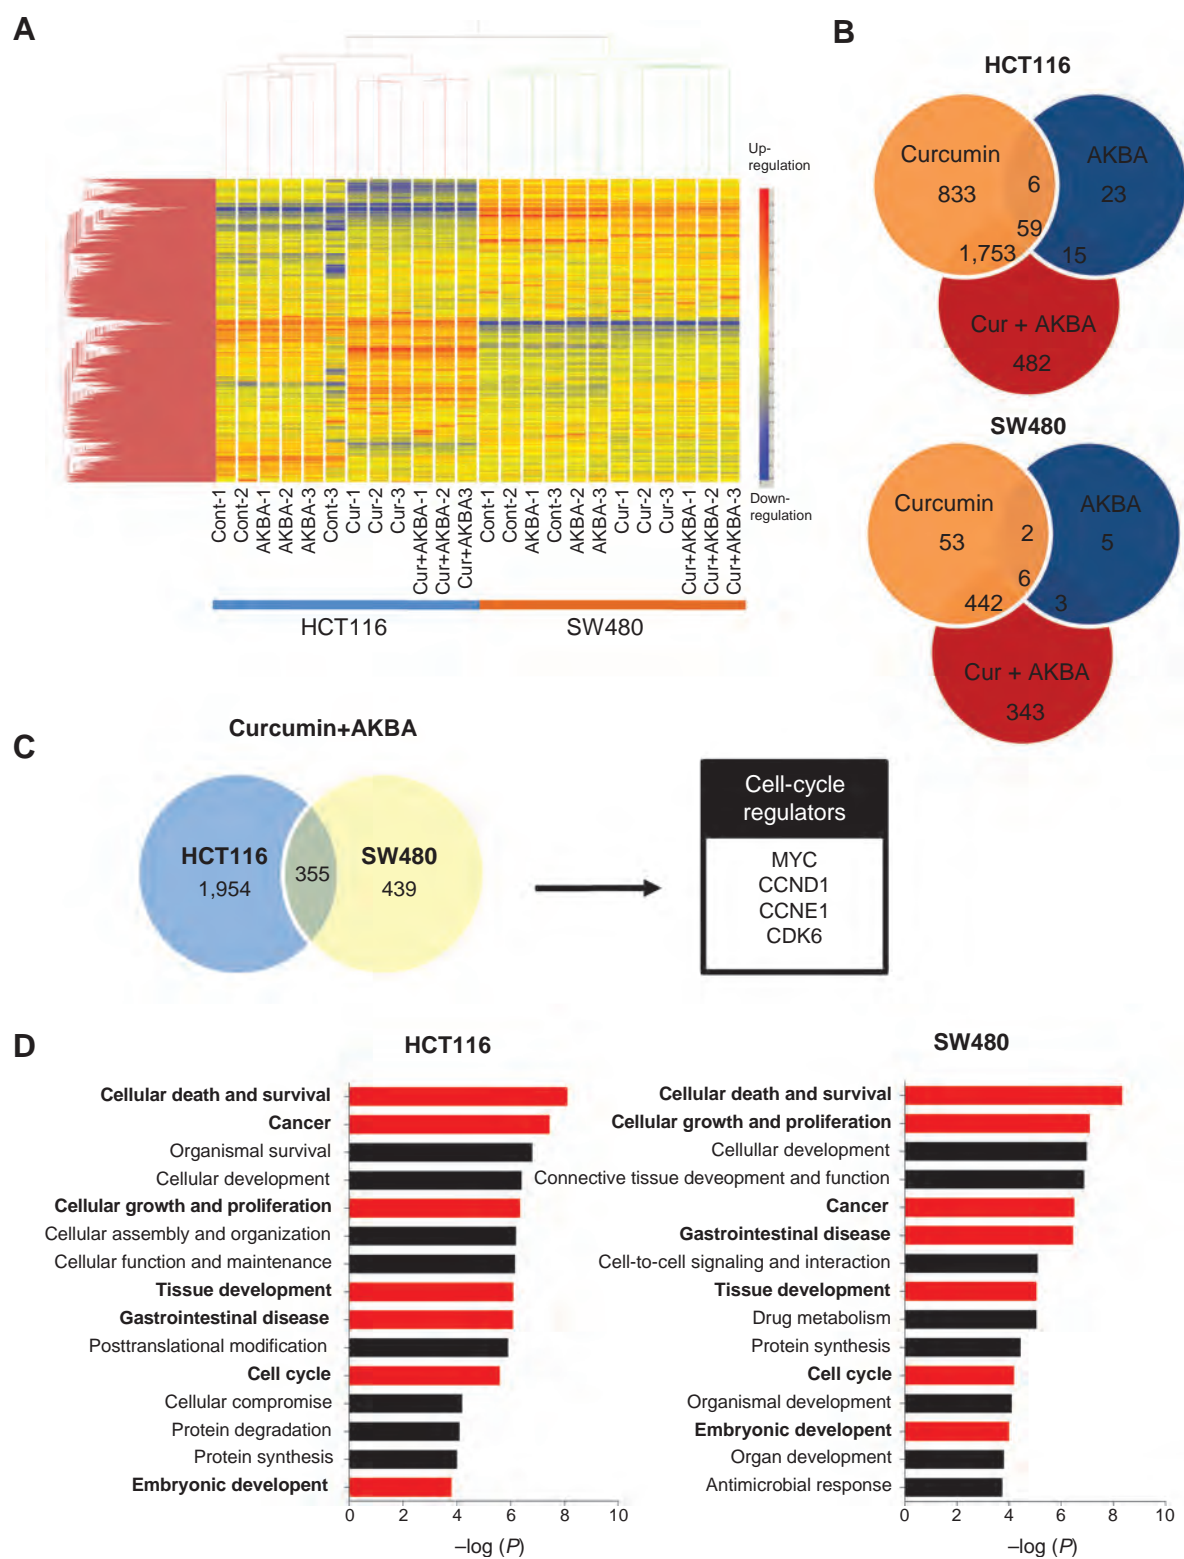 A
B
HCT116
Up-
regulation
Down-
regulation
Cont-1
Cont-2
AKBA-1
AKBA-2
AKBA-3
Cont-3
Cur-1
Cur-2
Cur-3
Cur+AKBA-1
Cur+AKBA-2
Cur+AKBA3
Cont-1
Cont-2
AKBA-1
Cont-3
AKBA-2
AKBA-3
Cur-1
Cur-2
Cur-3
Cur+AKBA-1
Cur+AKBA-2
Cur+AKBA-3
HCT116
SW480
Curcumin
833
6
AKBA
23
59
1,753
15
Cur + AKBA
482
SW480
Curcumin
53
2
AKBA
5
6
442
3
Cur + AKBA
343
C
Curcumin+AKBA
HCT116
1,954
355
SW480
439
Cell-cycle
regulators
MYC
CCND1
CCNE1
CDK6
D
HCT116
Cellular death and survival
Cancer
Organismal survival
Cellular development
Cellular growth and proliferation
Cellular assembly and organization
Cellular function and maintenance
Tissue development
Gastrointestinal disease
Posttranslational modification
Cell cycle
Cellular compromise
Protein degradation
Protein synthesis
Embryonic developent
0 2 4 6 8 10
–log (P)
SW480
Cellular death and survival
Cellular growth and proliferation
Cellullar development
Connective tissue deveopment and function
Cancer
Gastrointestinal disease
Cell-to-cell signaling and interaction
Tissue development
Drug metabolism
Protein synthesis
Cell cycle
Organismal development
Embryonic developent
Organ development
Antimicrobial response
0 2 4 6 8 10
–log (P)